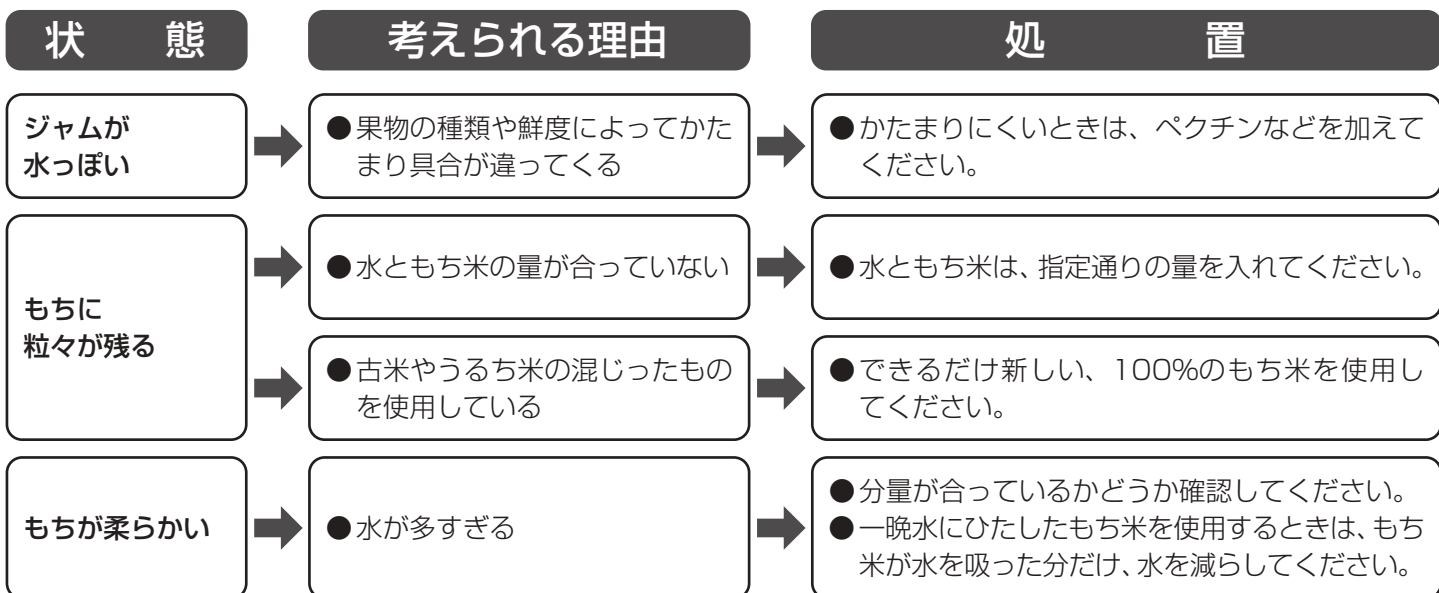 状態
考えられる理由
処置
ジャムが
水っぽい
●果物の種類や鮮度によってかた
まり具合が違ってくる
●かたまりにくいときは、ペクチンなどを加えて
ください。
もちに
粒々が残る
●水ともち米の量が合っていない
●水ともち米は、指定通りの量を入れてください。
●古米やうるち米の混じったもの
を使用している
●できるだけ新しい、100%のもち米を使用し
てください。
もちが柔らかい
●水が多すぎる
●分量が合っているかどうか確認してください。
●一晩水にひたしたもち米を使用するときは、もち
米が水を吸った分だけ、水を減らしてください。